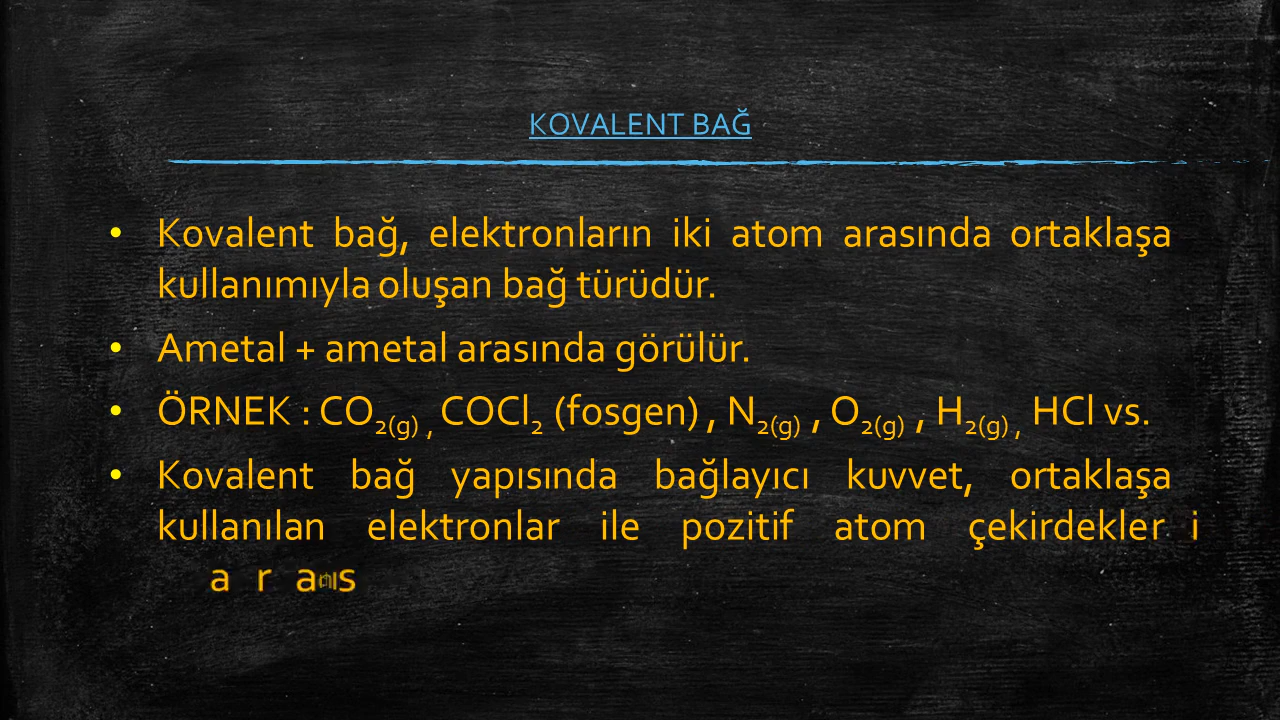 KOVALENT BAĞ
• Kovalent bağ, elektronların iki atom arasında ortaklaşa
kullanımıyla oluşan bağ türüdür.
• Ametal + ametal arasında görülür.
• ÖRNEK : CO₂(g) , COCl₂ (fosgen) , N₂(g) , O₂(g) , H₂(g) , HCl vs.
• Kovalent bağ yapısında bağlayıcı kuvvet, ortaklaşa
kullanılan elektronlar ile pozitif atom çekirdekler i